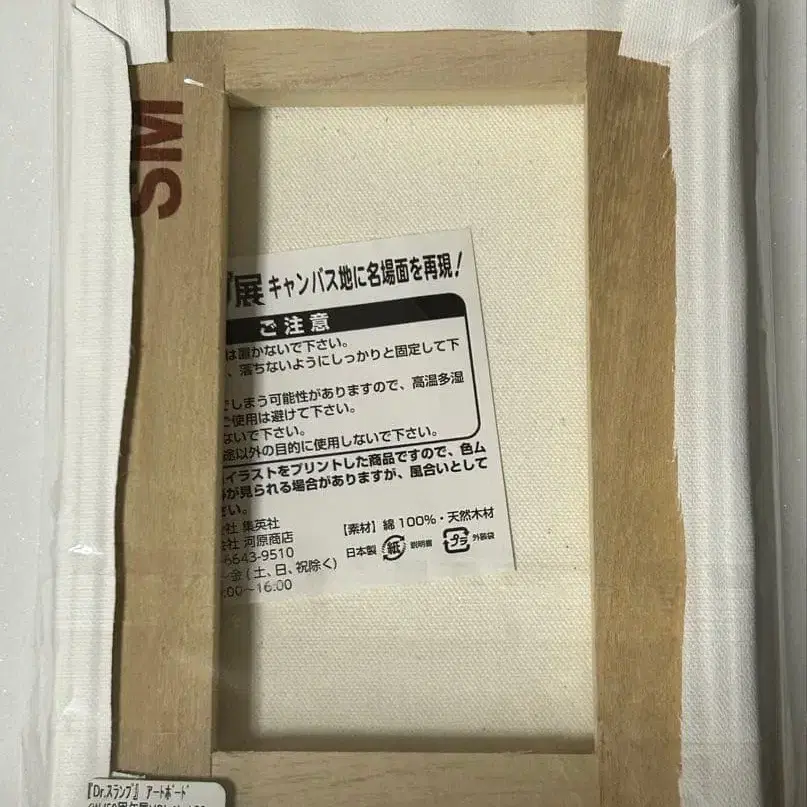 SM
プ展 キャンバス地に名場面を再現!
ご注意
は置かないで下さい。
、落ちないようにしっかりと固定して下
でしまう可能性がありますので、高温多湿
ご使用は避けて下さい。
ないで下さい。
途以外の目的に使用しないで下さい。
イラストをプリントした商品ですので、色ム
が見られる場合がありますが、風合いとして
さい。
社 集英社
会社 河原商店
-6643-9510
~金(土、日、祝除く)
:00~16:00
【素材】綿100%・天然木材
日本製 紙 説明書 プラ 外装袋
『Dr.スランプ』 アートボード